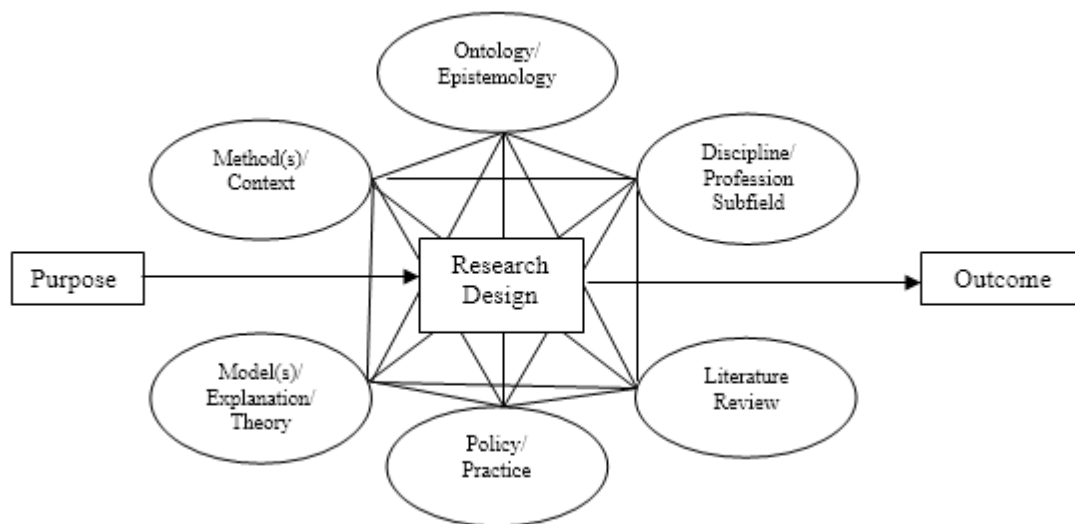 Ontology/
Epistemology
Method(s)/
Context
Discipline/
Profession
Subfield
Purpose
Research
Design
Outcome
Model(s)/
Explanation/
Theory
Literature
Review
Policy/
Practice